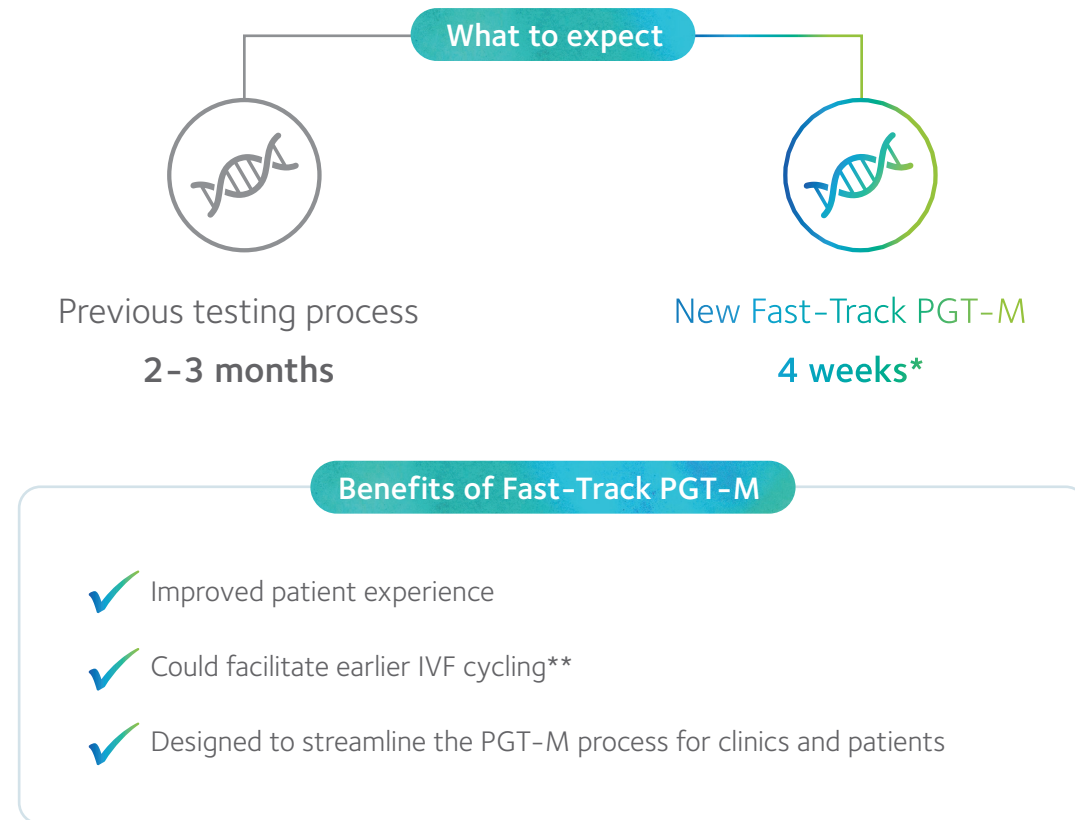 What to expect
Previous testing process
2-3 months
New Fast-Track PGT-M
4 weeks*
Benefits of Fast-Track PGT-M
Improved patient experience
Could facilitate earlier IVF cycling**
Designed to streamline the PGT-M process for clinics and patients